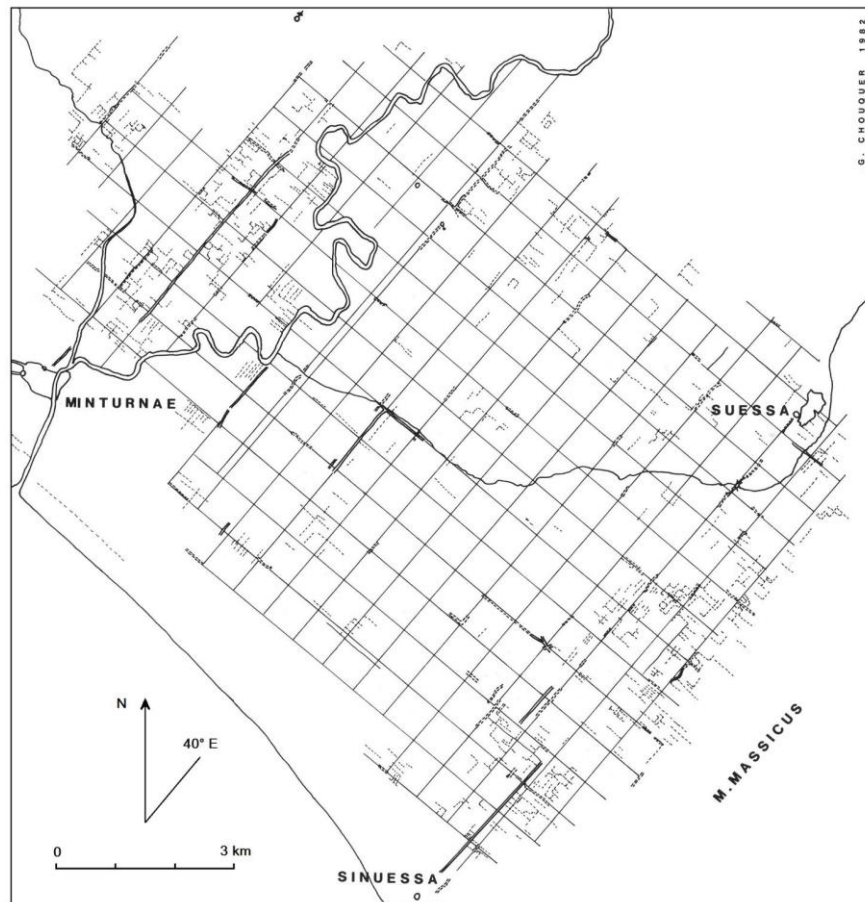 G. CHOUQUER 1982
MINTURNAE
SUESSA
N
40° E
M. MASSICUS
0 3 km
SINUESSA